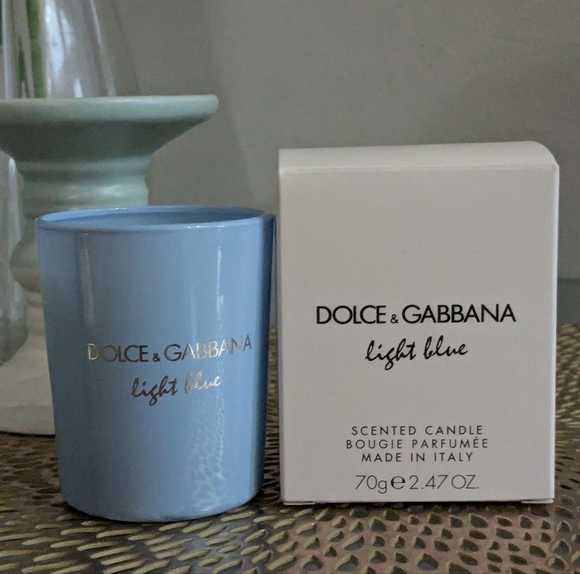 DOLCE & GABBANA
light blue
DOLCE & GABBANA
light blue
SCENTED CANDLE
BOUGIE PARFUMÉE
MADE IN ITALY
70g ℮ 2.47 OZ.